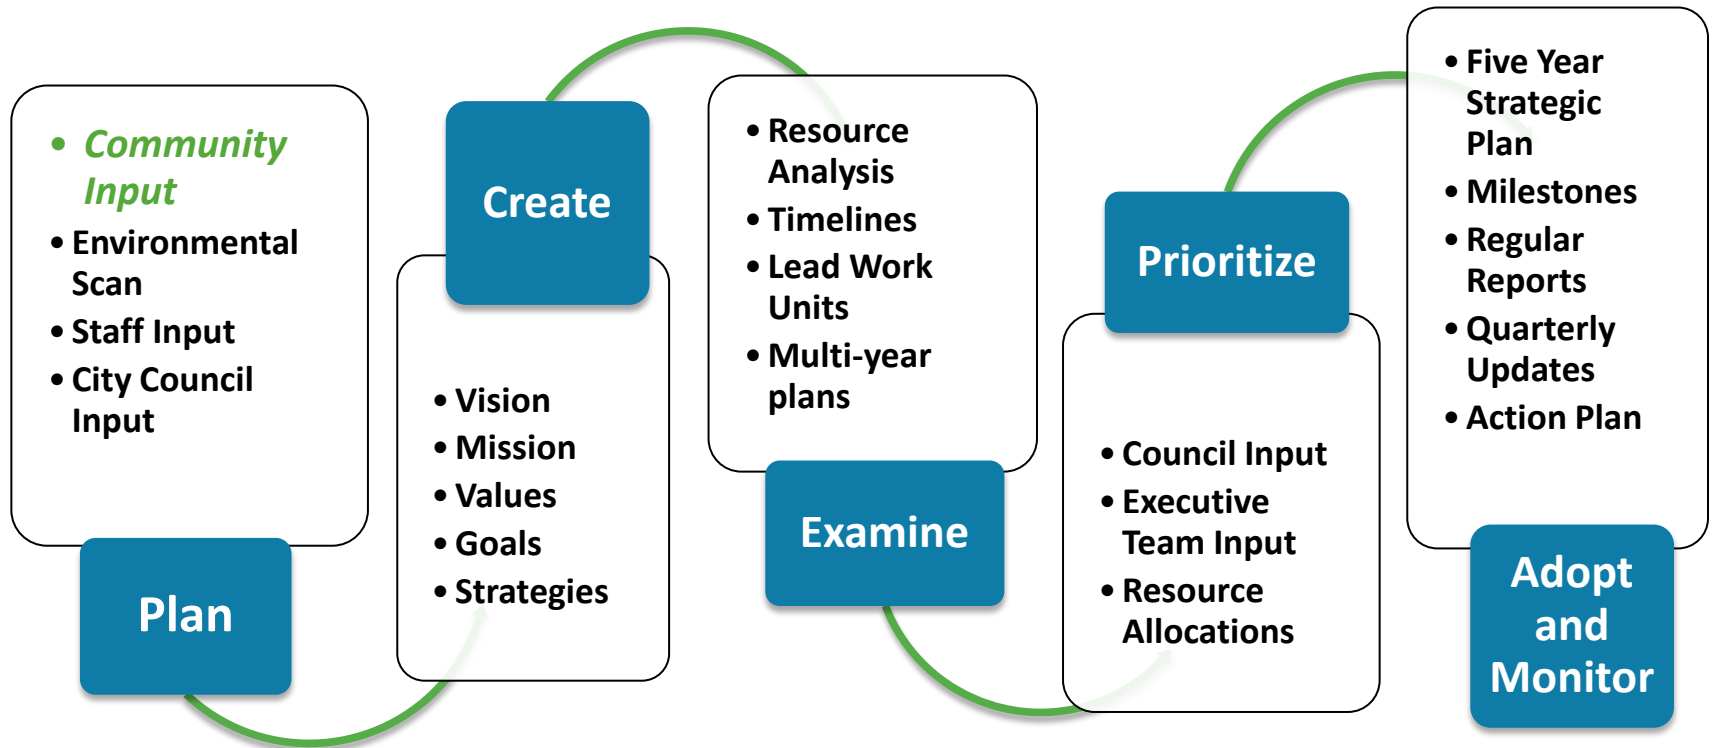 • Community
Input
• Environmental
Scan
• Staff Input
• City Council
Input
Plan
Create
• Vision
• Mission
• Values
• Goals
• Strategies
• Resource
Analysis
• Timelines
• Lead Work
Units
• Multi-year
plans
Examine
Prioritize
• Council Input
• Executive
Team Input
• Resource
Allocations
• Five Year
Strategic
Plan
• Milestones
• Regular
Reports
• Quarterly
Updates
• Action Plan
Adopt
and
Monitor